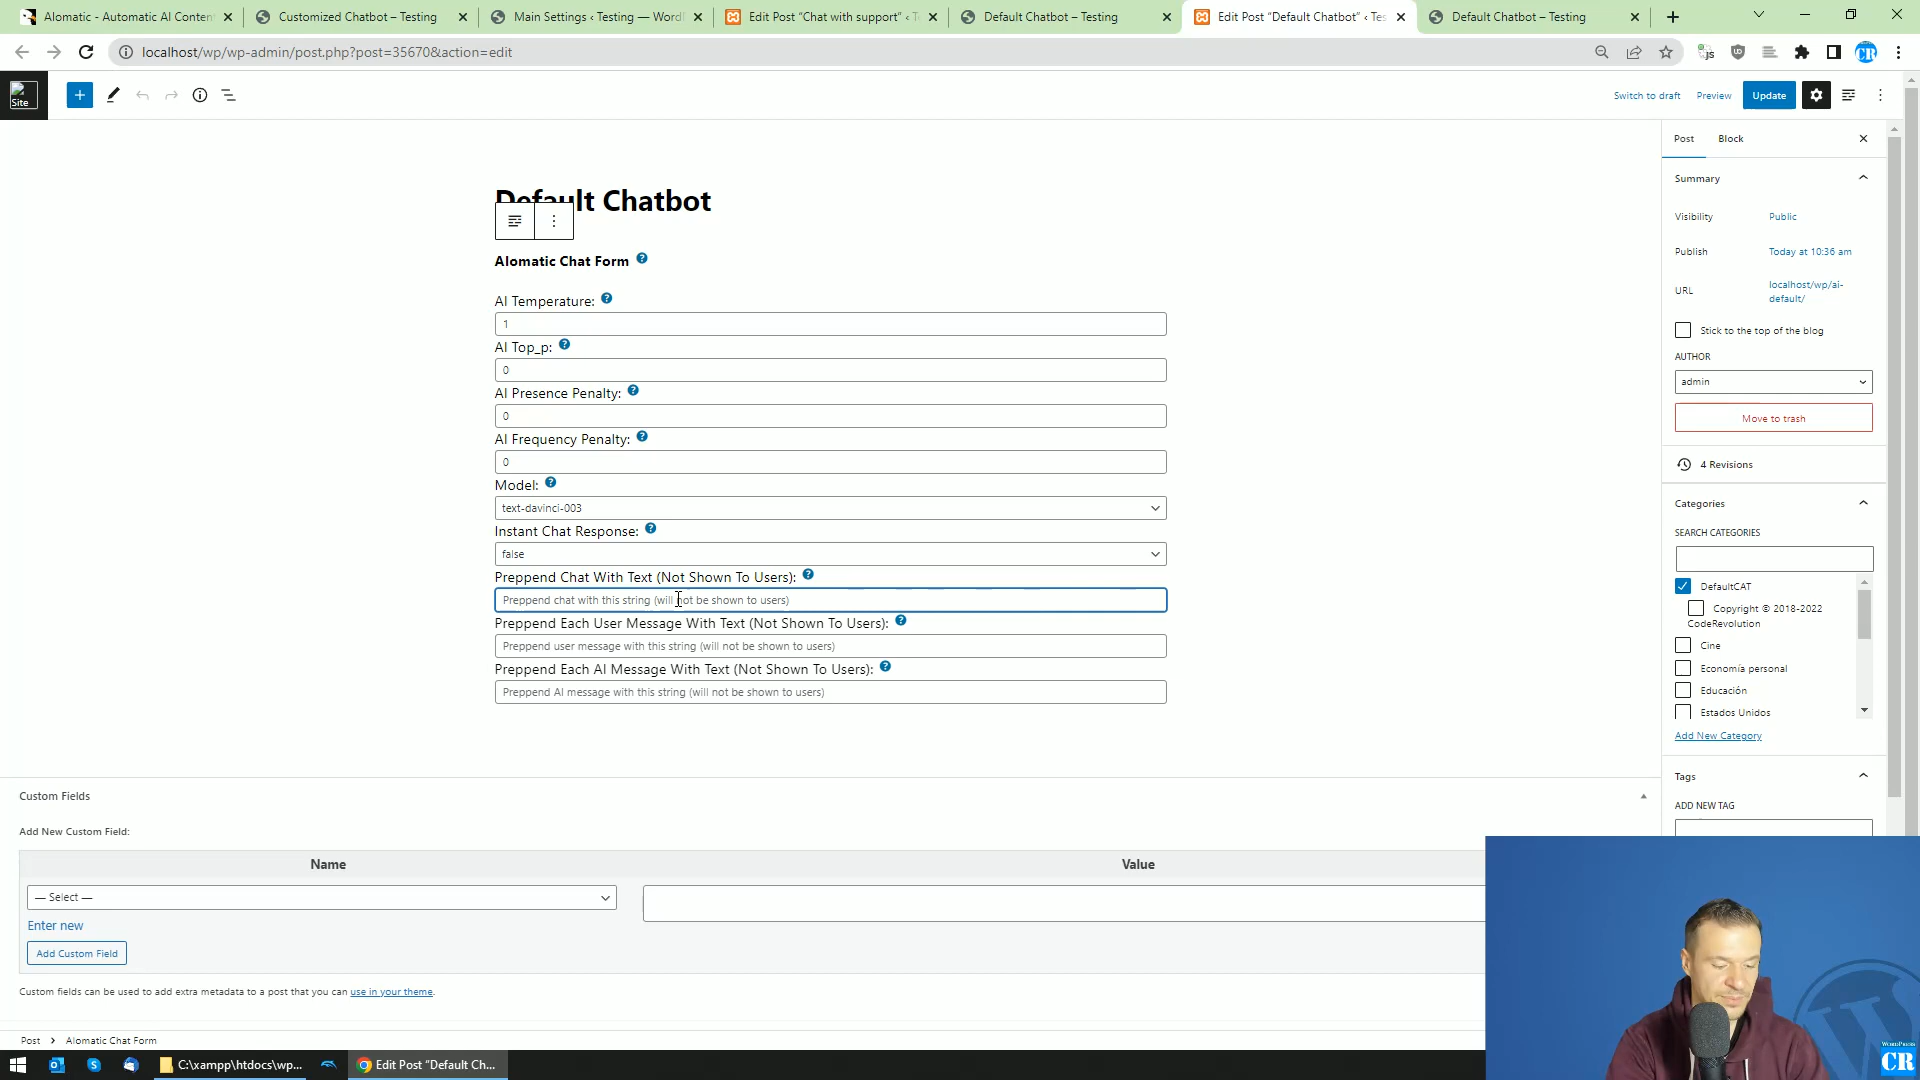 Alomatic - Automatic AI Conten
Customized Chatbot – Testing
Main Settings ‹ Testing — WordP
Edit Post “Chat with support” ‹ T
Default Chatbot – Testing
Edit Post “Default Chatbot” ‹ Tes
Default Chatbot – Testing
localhost/wp/wp-admin/post.php?post=35670&action=edit
Site
Switch to draft
Preview
Update
Post
Block
Default Chatbot
Summary
Visibility
Public
Alomatic Chat Form
Publish
Today at 10:36 am
URL
localhost/wp/ai-
default/
AI Temperature:
1
Stick to the top of the blog
AI Top_p:
0
AUTHOR
admin
AI Presence Penalty:
0
Move to trash
AI Frequency Penalty:
0
4 Revisions
Model:
text-davinci-003
Categories
Instant Chat Response:
false
SEARCH CATEGORIES
Preppend Chat With Text (Not Shown To Users):
Preppend chat with this string (will not be shown to users)
DefaultCAT
Copyright © 2018-2022
CodeRevolution
Preppend Each User Message With Text (Not Shown To Users):
Preppend user message with this string (will not be shown to users)
Cine
Economía personal
Preppend Each AI Message With Text (Not Shown To Users):
Preppend AI message with this string (will not be shown to users)
Educación
Estados Unidos
Add New Category
Tags
ADD NEW TAG
Custom Fields
Add New Custom Field:
Name
Value
— Select —
Enter new
Add Custom Field
Custom fields can be used to add extra metadata to a post that you can use in your theme.
Post
Alomatic Chat Form
C:\xampp\htdocs\wp...
Edit Post “Default Ch...
WORDPRESS
CR